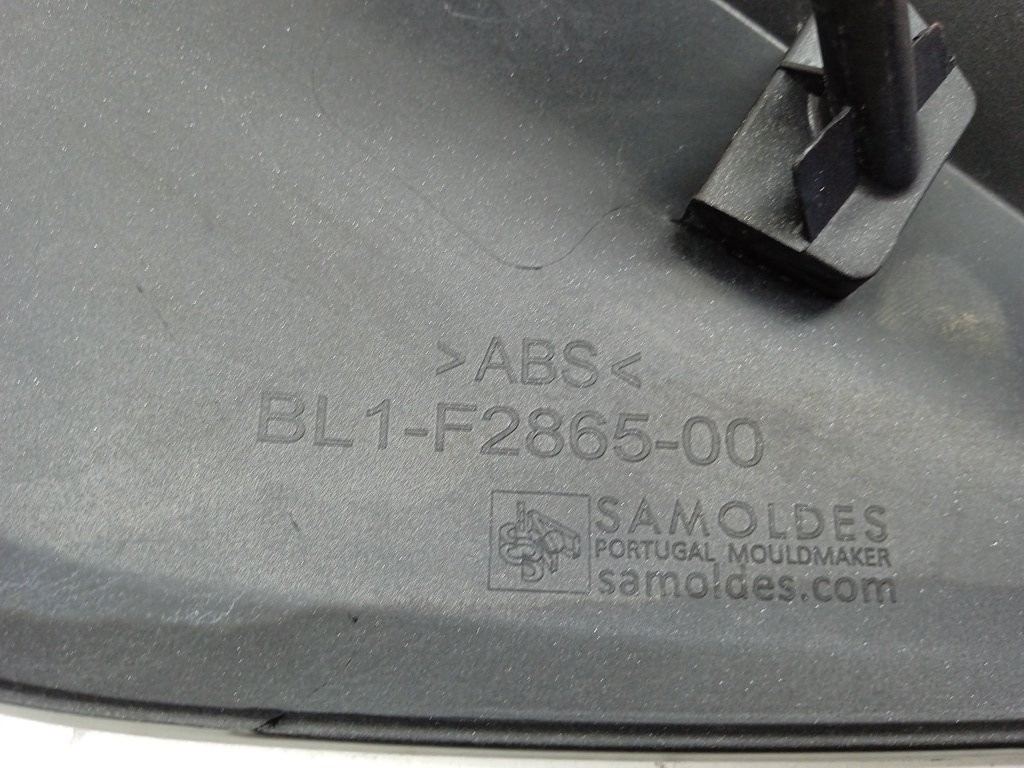 >ABS<
BL1-F2865-00
SAMOLDES
PORTUGAL MOULDMAKER
samoldes.com